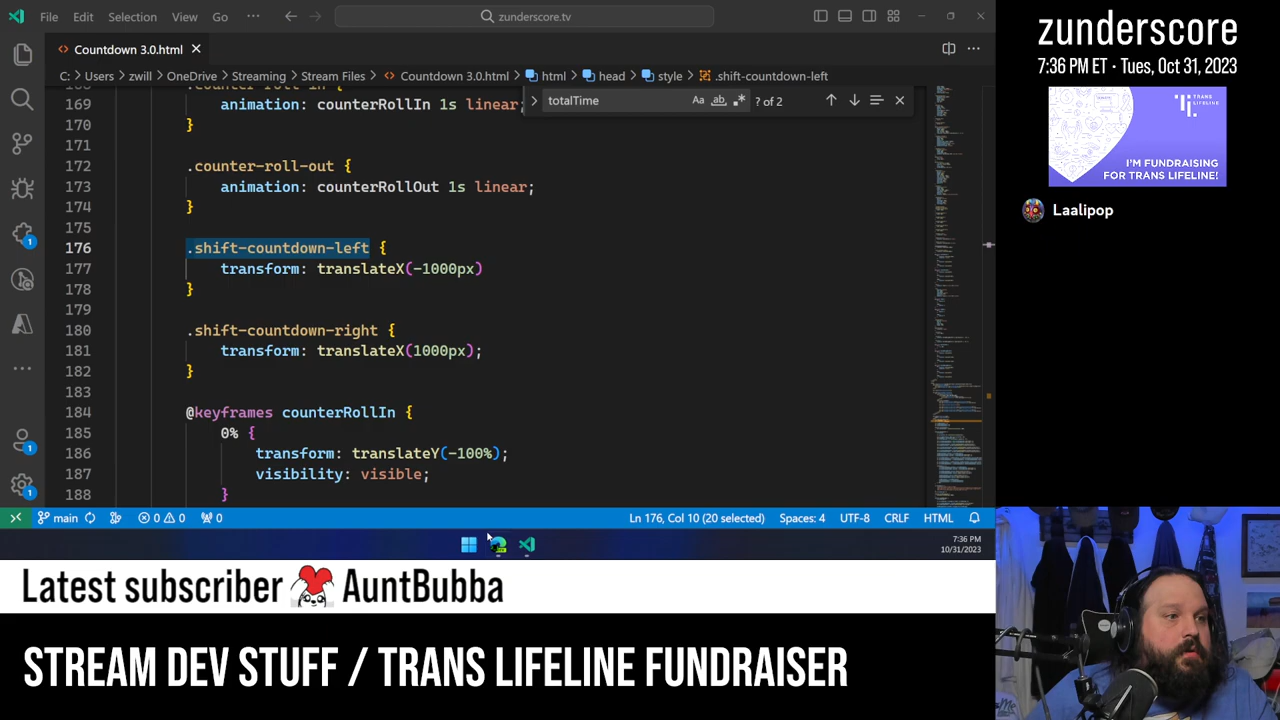 File Edit Selection View Go ··· zunderscore.tv
Countdown 3.0.html
C: > Users > zwill > OneDrive > Streaming > Stream Files > Countdown 3.0.html > html > head > style > .shift-countdown-left
totalTime Aa ab .* ? of 2
169 animation: counterRollIn 1s linear;
170 }
171
172 .counter-roll-out {
173 animation: counterRollOut 1s linear;
174 }
175
176 .shift-countdown-left {
177 transform: translateX(-1000px)
178 }
179
180 .shift-countdown-right {
181 transform: translateX(1000px);
182 }
183
184 @keyframes counterRollIn {
185 0% {
186 transform: translateY(-100%);
187 visibility: visible;
188 }
main 0 0 0 Ln 176, Col 10 (20 selected) Spaces: 4 UTF-8 CRLF HTML
7:36 PM
10/31/2023
zunderscore
7:36 PM ET · Tues, Oct 31, 2023
TRANS
LIFELINE
I'M FUNDRAISING
FOR TRANS LIFELINE!
Laalipop
Latest subscriber AuntBubba
STREAM DEV STUFF / TRANS LIFELINE FUNDRAISER